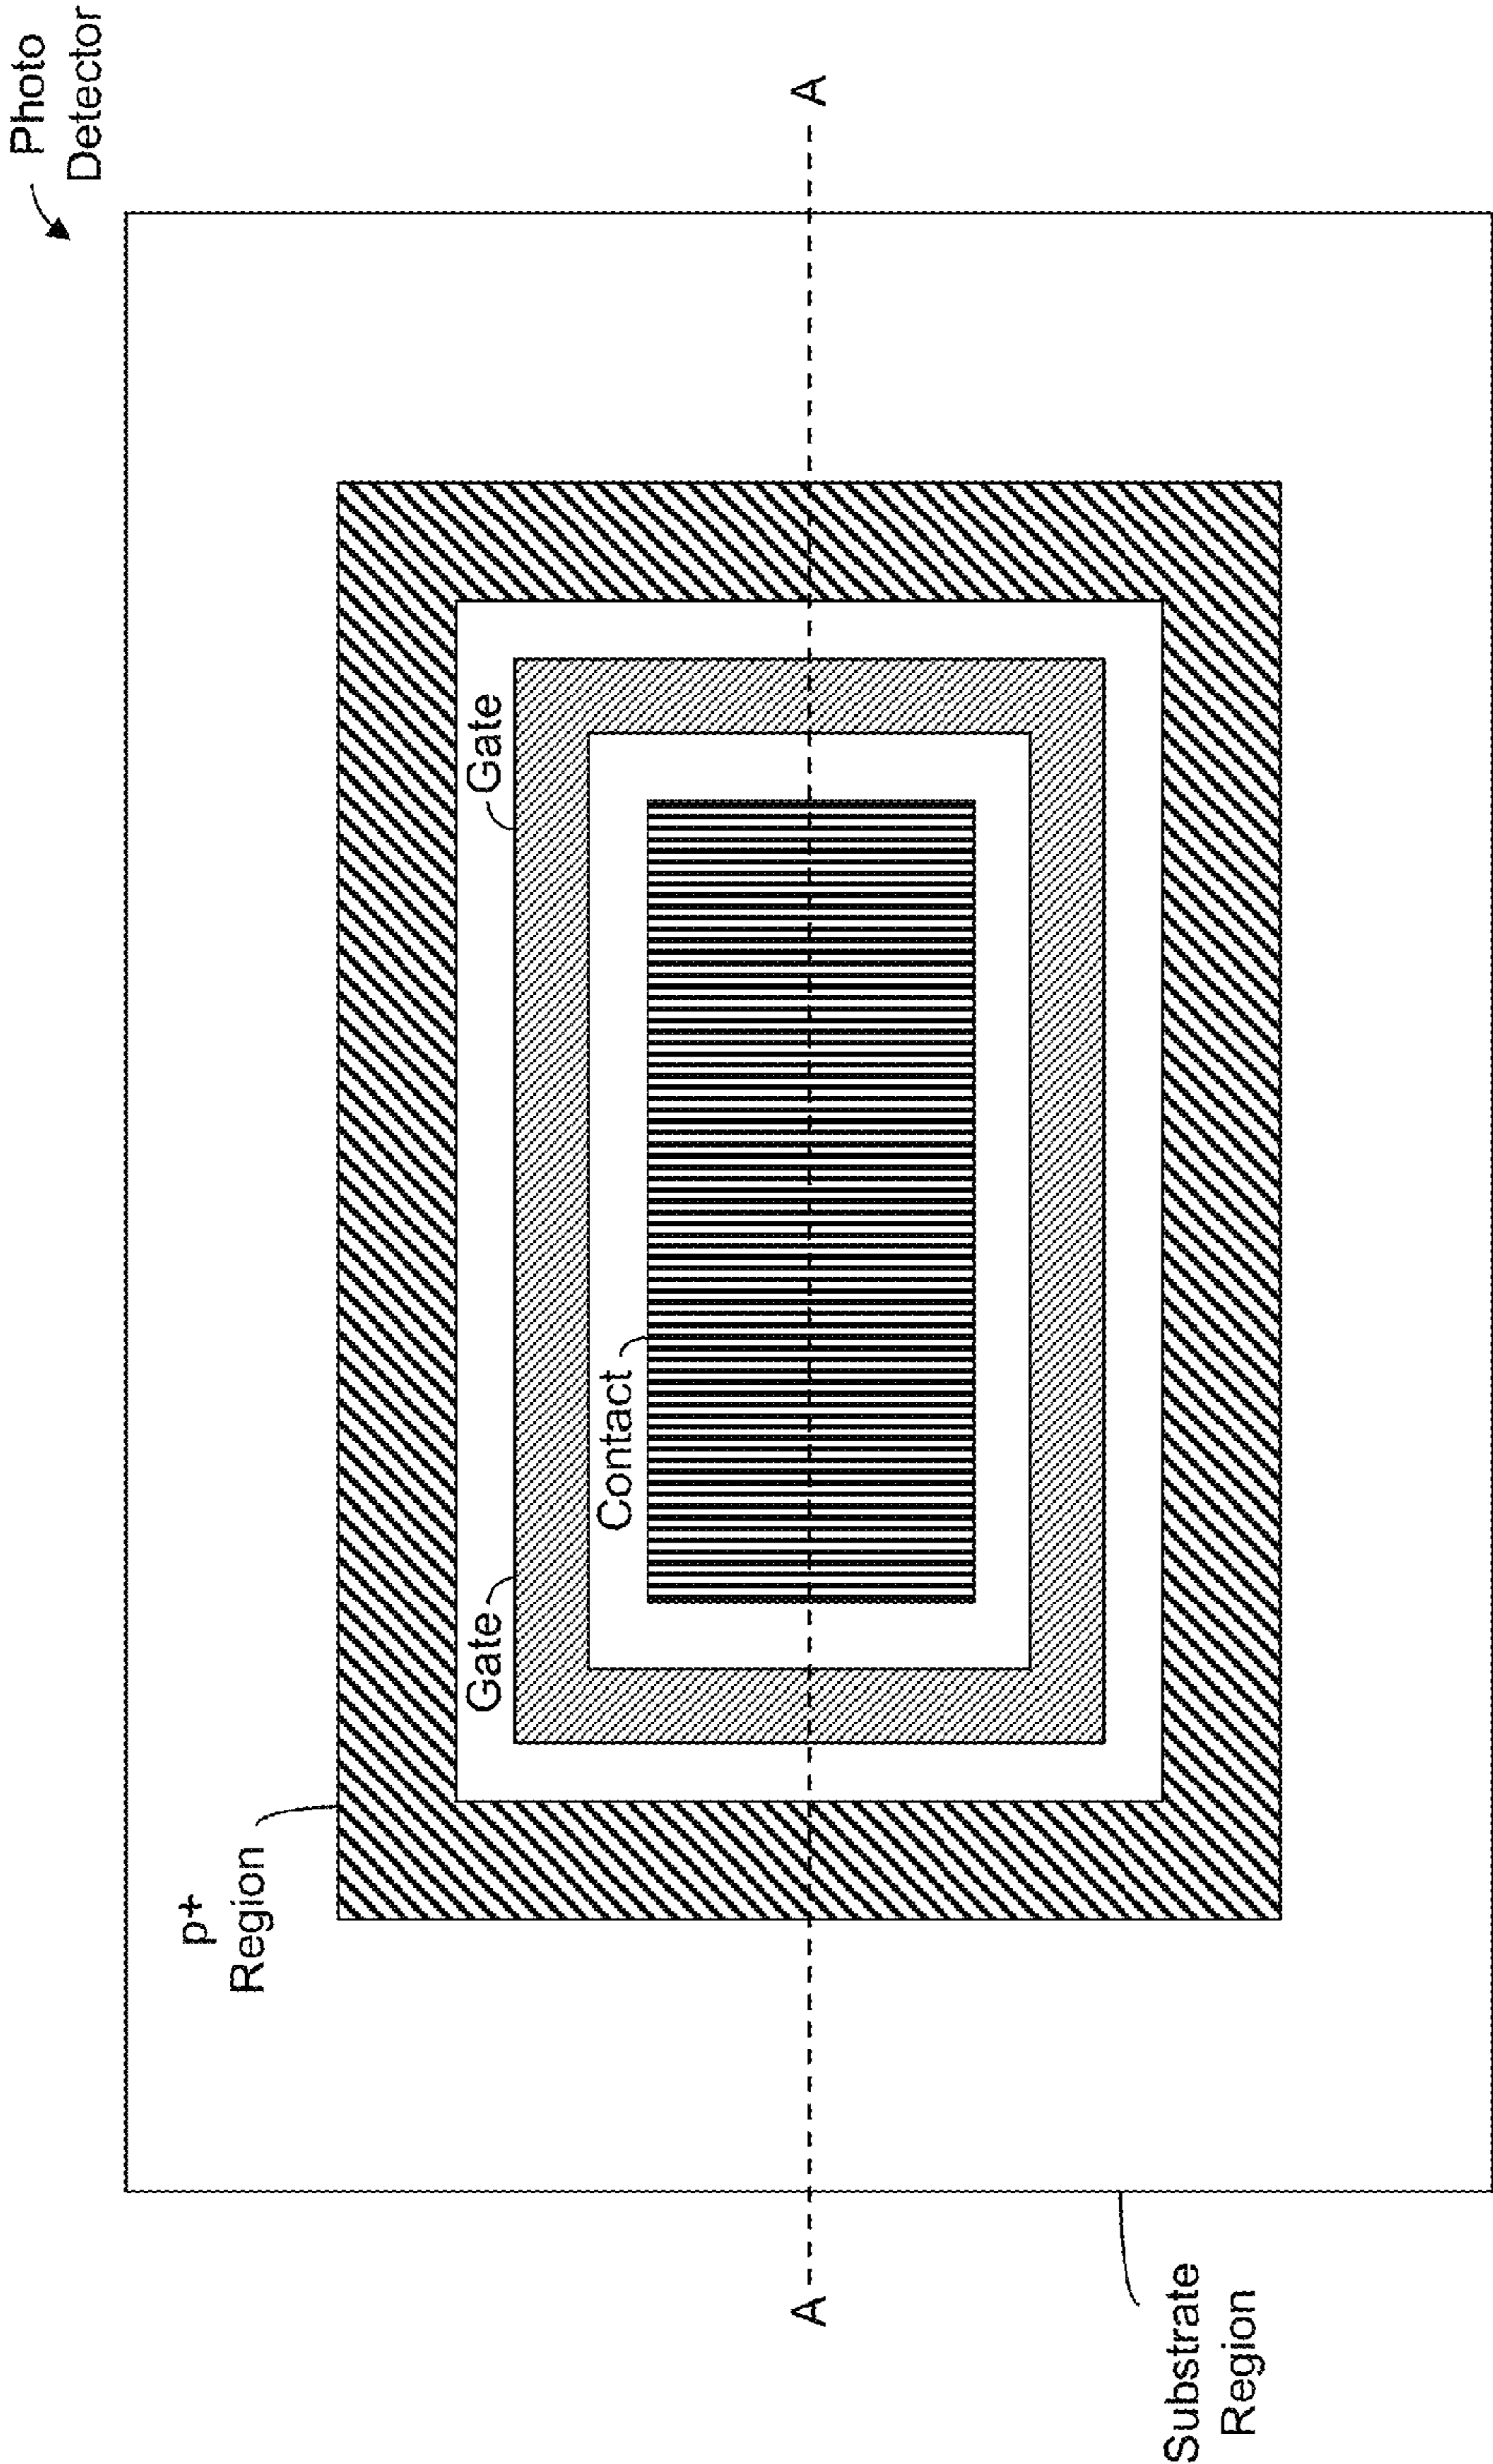 Photo
Detector
p+
Region
Gate
Gate
Contact
A
A
Substrate
Region